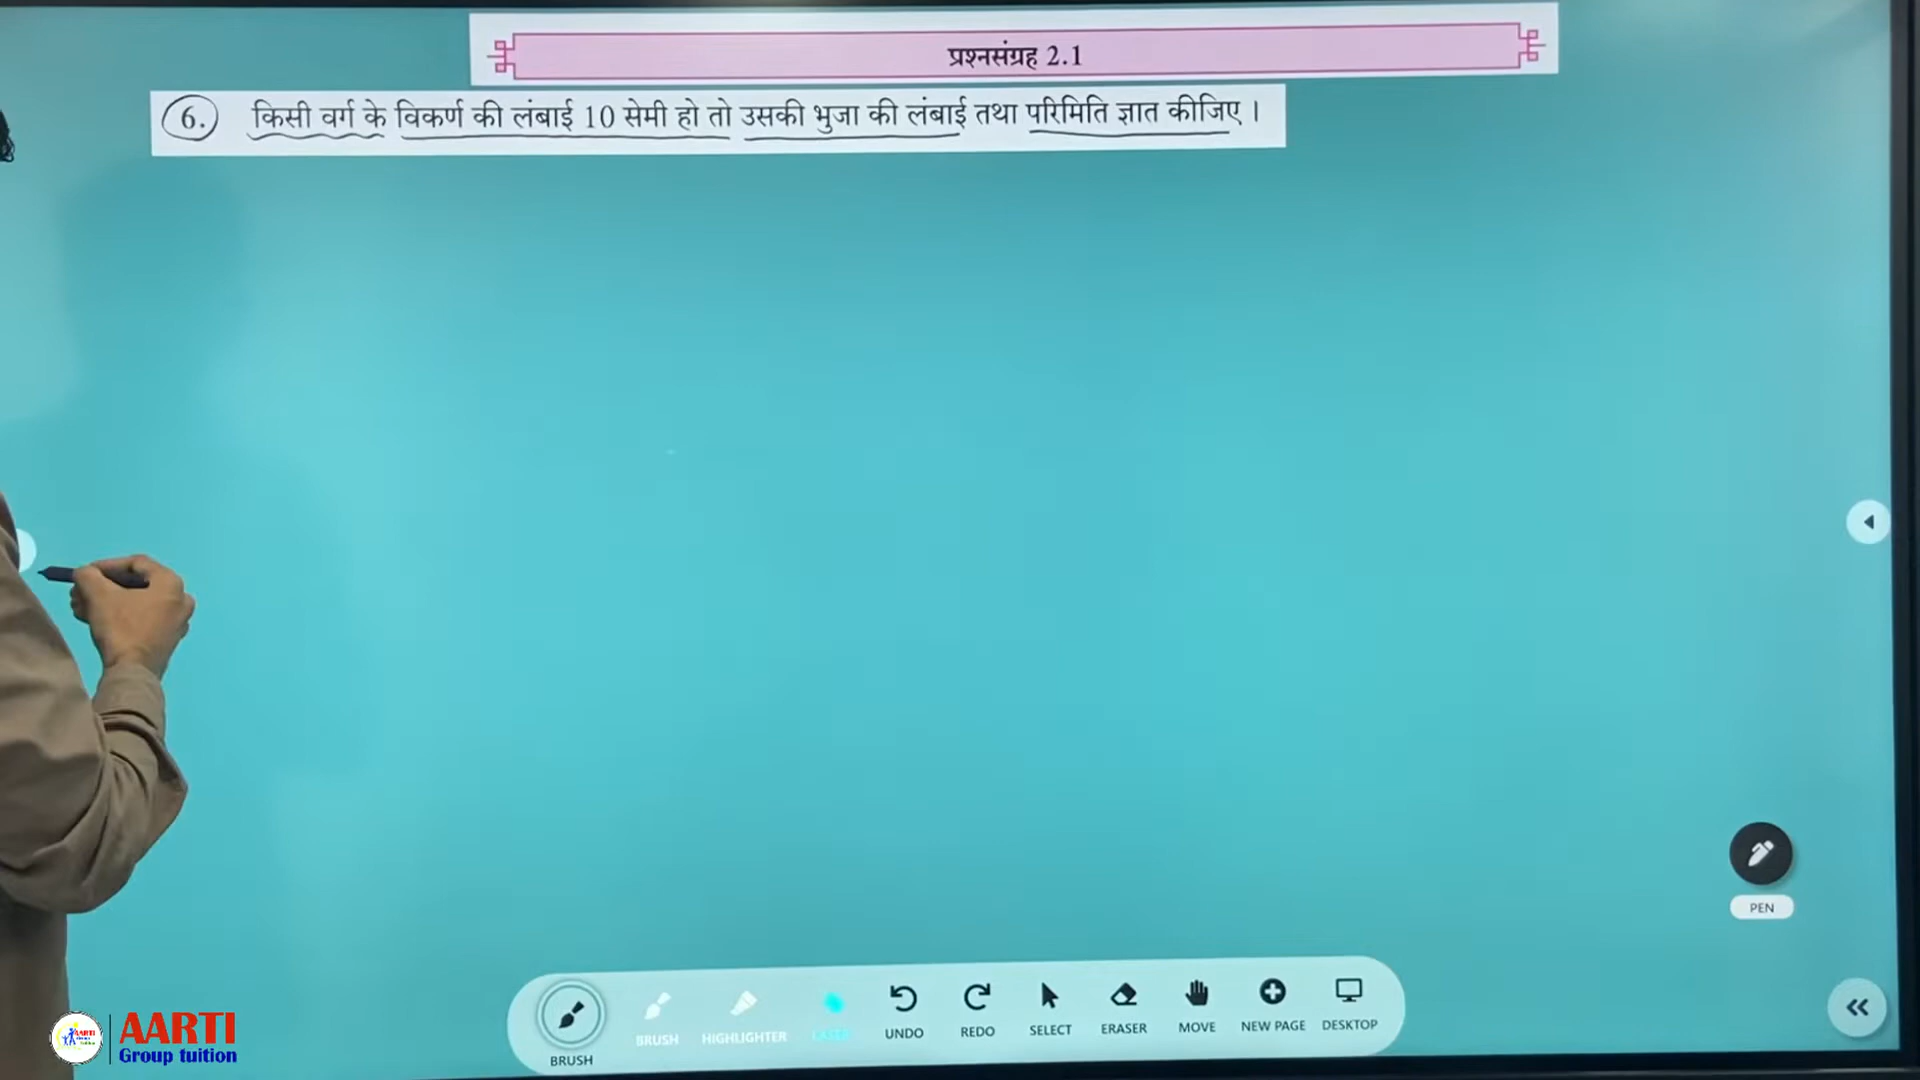 प्रश्नसंग्रह 2.1
6. किसी वर्ग के विकर्ण की लंबाई 10 सेमी हो तो उसकी भुजा की लंबाई तथा परिमिति ज्ञात कीजिए ।
PEN
BRUSH
BRUSH
HIGHLIGHTER
LASER
UNDO
REDO
SELECT
ERASER
MOVE
NEW PAGE
DESKTOP
AARTI
Group tuition